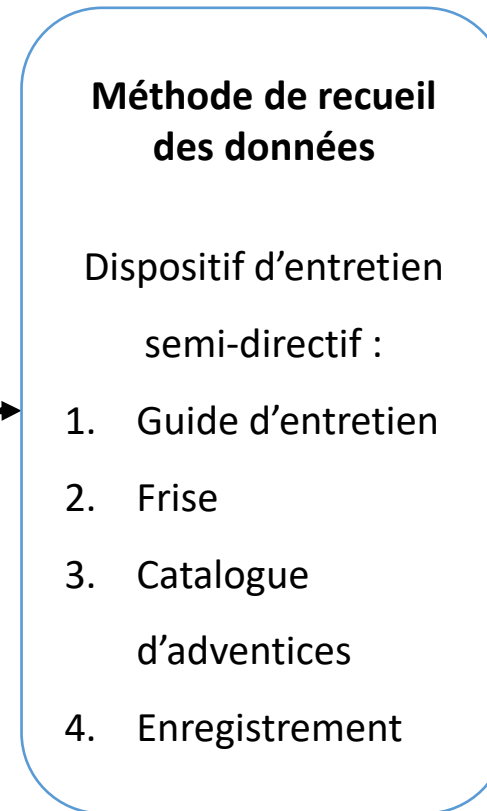 Méthode de recueil
des données
Dispositif d’entretien
semi-directif :
1. Guide d’entretien
2. Frise
3. Catalogue
d’adventices
4. Enregistrement